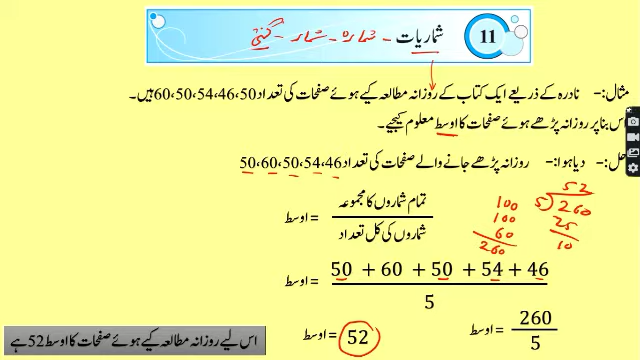 11 شماریات - شمارہ - شمار - گنتی
مثال:- نادرہ کے ذریعے ایک کتاب کے روزانہ مطالعہ کیے ہوئے صفحات کی تعداد 60،50،54،46،50 ہیں۔
اس بنا پر روزانہ پڑھے ہوئے صفحات کا اوسط معلوم کیجیے۔
حل:- دیا ہوا:- روزانہ پڑھے جانے والے صفحات کی تعداد 50،60،50،54،46
اوسط = تمام شماروں کا مجموعہ / شماروں کی کل تعداد
100
100
60
260
52
5) 260
25
10
اوسط = 50 + 60 + 50 + 54 + 46 / 5
اوسط = 260 / 5
اوسط = 52
اس لیے روزانہ مطالعہ کیے ہوئے صفحات کا اوسط 52 ہے